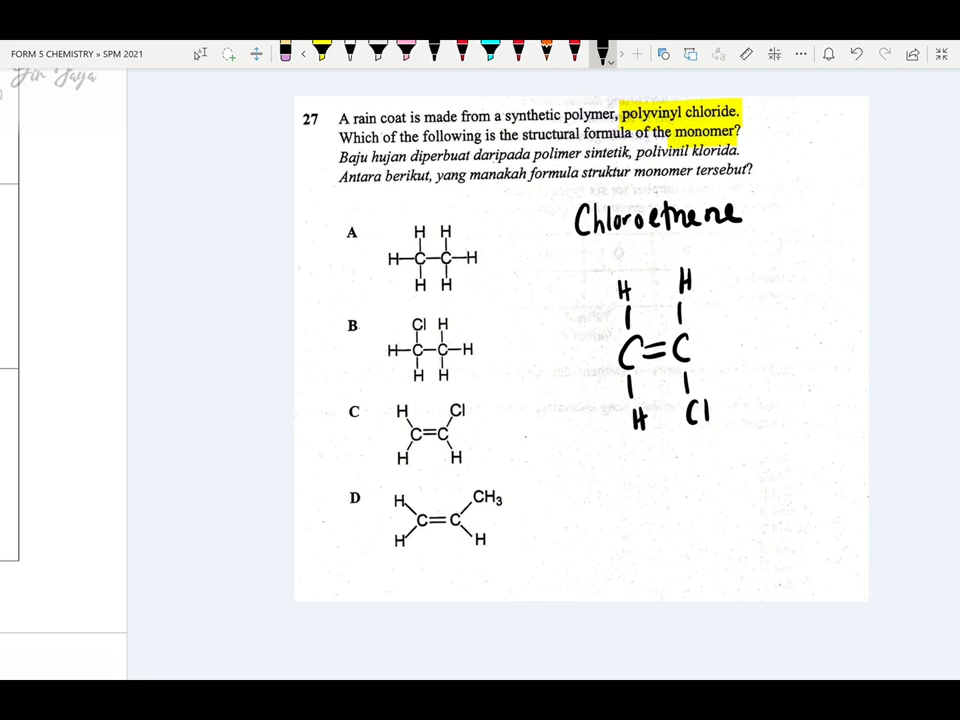 FORM 5 CHEMISTRY » SPM 2021
27 A rain coat is made from a synthetic polymer, polyvinyl chloride.
Which of the following is the structural formula of the monomer?
Baju hujan diperbuat daripada polimer sintetik, polivinil klorida.
Antara berikut, yang manakah formula struktur monomer tersebut?
Chloroethene
A
H H
H—C—C—H
H H
B
Cl H
H—C—C—H
H H
C
H Cl
C=C
H H
D
H CH₃
C=C
H H
H H
C=C
H Cl